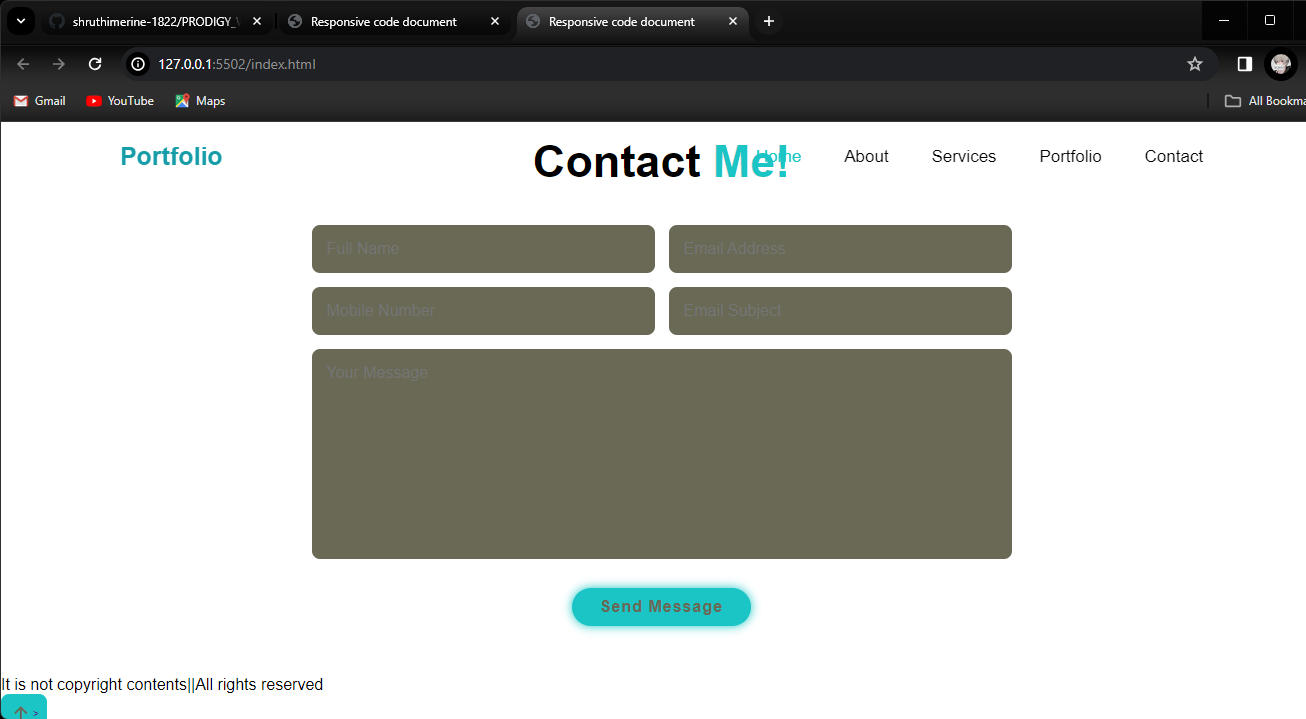 shruthimerine-1822/PRODIGY_ Responsive code document Responsive code document
127.0.0.1:5502/index.html
Gmail YouTube Maps All Bookma
Portfolio Contact Me! Home About Services Portfolio Contact
Full Name Email Address
Mobile Number Email Subject
Your Message
Send Message
It is not copyright contents||All rights reserved
>